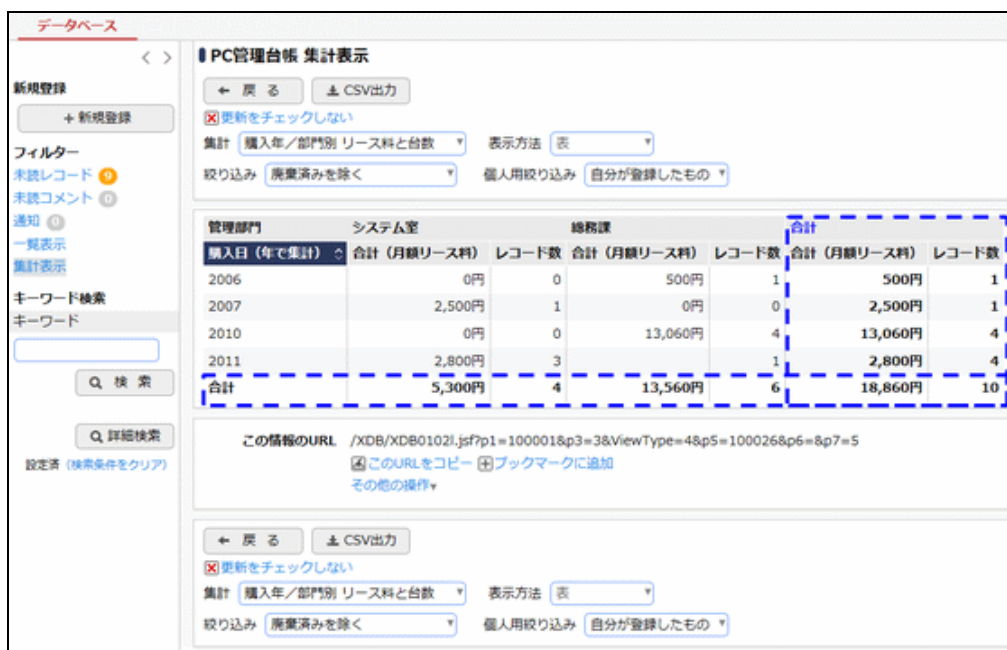 データベース
新規登録
+ 新規登録
フィルター
未読レコード 9
未読コメント 0
通知 0
一覧表示
集計表示
キーワード検索
キーワード
検 索
詳細検索
設定済 (検索条件をクリア)
PC管理台帳 集計表示
← 戻 る CSV出力
更新をチェックしない
集計 購入年/部門別 リース料と台数 表示方法 表
絞り込み 廃棄済みを除く 個人用絞り込み 自分が登録したもの
管理部門 システム室 総務課 合計
購入日 (年で集計) 合計 (月額リース料) レコード数 合計 (月額リース料) レコード数 合計 (月額リース料) レコード数
2006 0円 0 500円 1 500円 1
2007 2,500円 1 0円 0 2,500円 1
2010 0円 0 13,060円 4 13,060円 4
2011 2,800円 3 1 2,800円 4
合計 5,300円 4 13,560円 6 18,860円 10
この情報のURL /XDB/XDB0102l.jsf?p1=100001&p3=3&ViewType=4&p5=100026&p6=&p7=5
このURLをコピー ブックマークに追加
その他の操作▾
← 戻 る CSV出力
更新をチェックしない
集計 購入年/部門別 リース料と台数 表示方法 表
絞り込み 廃棄済みを除く 個人用絞り込み 自分が登録したもの